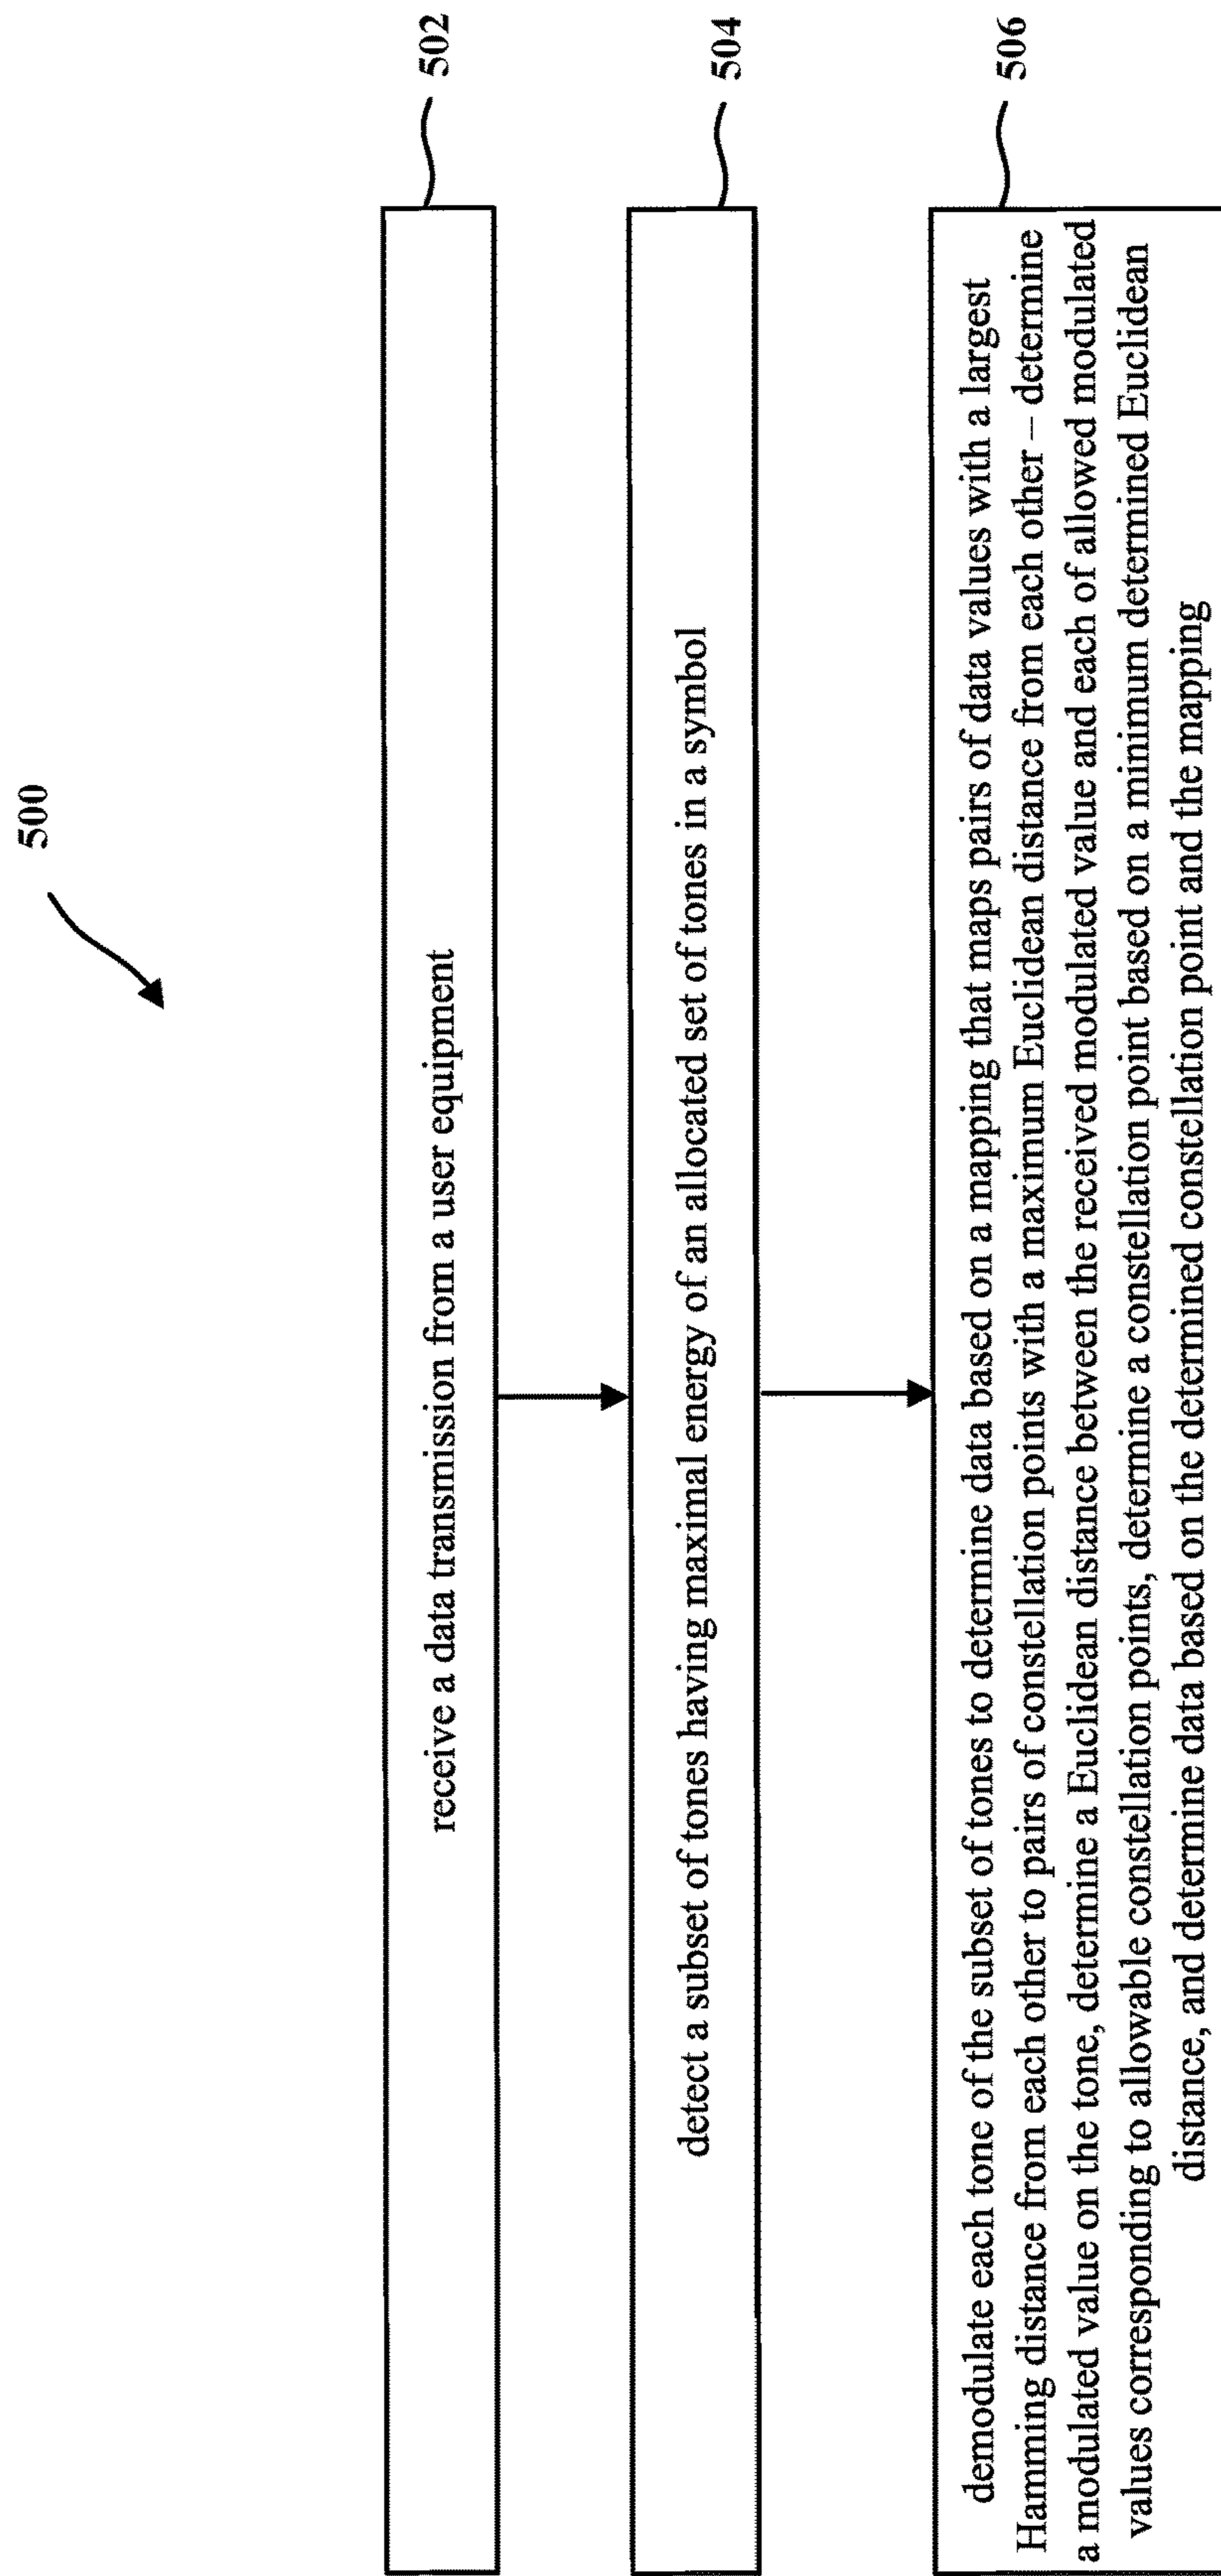 500
receive a data transmission from a user equipment
502
detect a subset of tones having maximal energy of an allocated set of tones in a symbol
504
demodulate each tone of the subset of tones to determine data based on a mapping that maps pairs of data values with a largest
Hamming distance from each other to pairs of constellation points with a maximum Euclidean distance from each other – determine
a modulated value on the tone, determine a Euclidean distance between the received modulated value and each of allowed modulated
values corresponding to allowable constellation points, determine a constellation point based on a minimum determined Euclidean
distance, and determine data based on the determined constellation point and the mapping
506